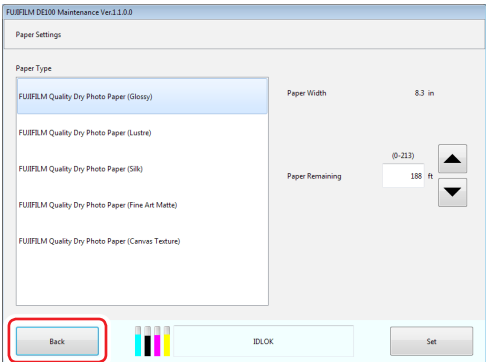 FUJIFILM DE100 Maintenance Ver.1.1.0.0
Paper Settings
Paper Type
FUJIFILM Quality Dry Photo Paper (Glossy)
Paper Width 8.3 in
FUJIFILM Quality Dry Photo Paper (Lustre)
(0-213)
FUJIFILM Quality Dry Photo Paper (Silk)
Paper Remaining 188 ft
FUJIFILM Quality Dry Photo Paper (Fine Art Matte)
FUJIFILM Quality Dry Photo Paper (Canvas Texture)
Back IDLOK Set